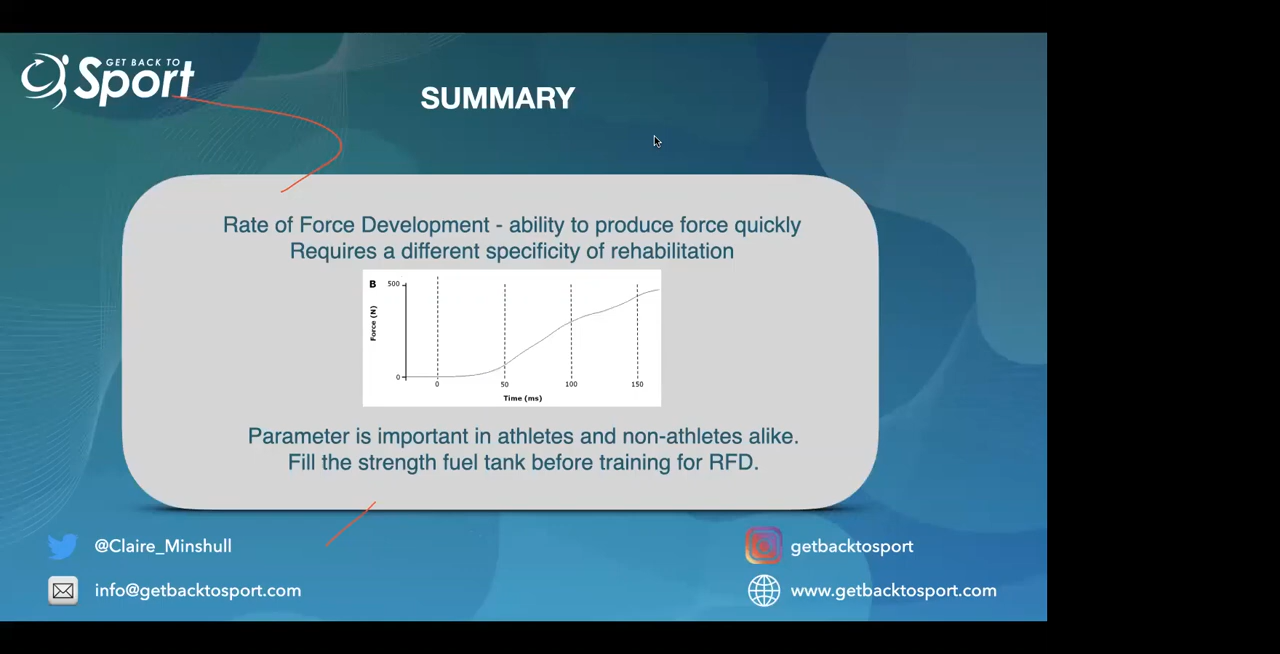 GET BACK TO
Sport
SUMMARY
Rate of Force Development - ability to produce force quickly
Requires a different specificity of rehabilitation
B
500
Force (N)
0
0 50 100 150
Time (ms)
Parameter is important in athletes and non-athletes alike.
Fill the strength fuel tank before training for RFD.
@Claire_Minshull
getbacktosport
info@getbacktosport.com
www.getbacktosport.com